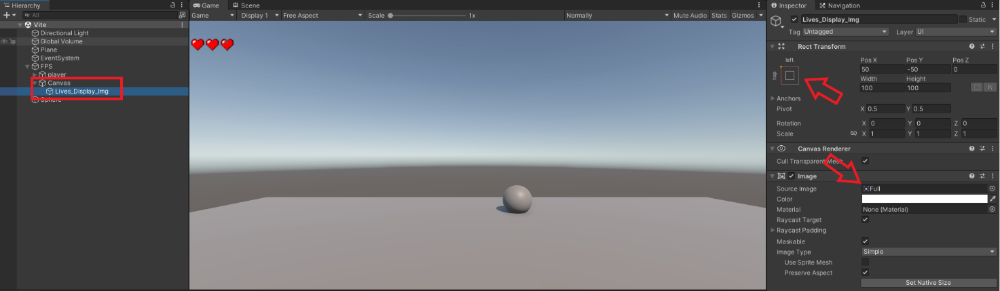 Hierarchy
All
Vite
Directional Light
Global Volume
Plane
EventSystem
FPS
player
Canvas
Lives_Display_Img
Sphere
Game
Scene
Game Display 1 Free Aspect Scale 1x Normally Mute Audio Stats Gizmos
Inspector
Navigation
Lives_Display_Img Static
Tag Untagged Layer UI
Rect Transform
left
top
Pos X Pos Y Pos Z
50 -50 0
Width Height
100 100
R
Anchors
Pivot X 0.5 Y 0.5
Rotation X 0 Y 0 Z 0
Scale X 1 Y 1 Z 1
Canvas Renderer
Cull Transparent Mesh
Image
Source Image Full
Color
Material None (Material)
Raycast Target
Raycast Padding
Maskable
Image Type Simple
Use Sprite Mesh
Preserve Aspect
Set Native Size